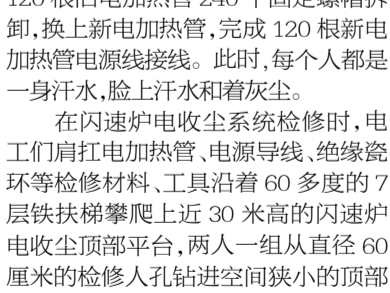 120 根旧电加热管 240 个固定螺帽拆
卸,换上新电加热管,完成 120 根新电
加热管电源线接线。此时,每个人都是
一身汗水,脸上汗水和着灰尘。
在闪速炉电收尘系统检修时,电
工们肩扛电加热管、电源导线、绝缘瓷
环等检修材料、工具沿着 60 多度的 7
层铁扶梯攀爬上近 30 米高的闪速炉
电收尘顶部平台,两人一组从直径 60
厘米的检修人孔钻进空间狭小的顶部